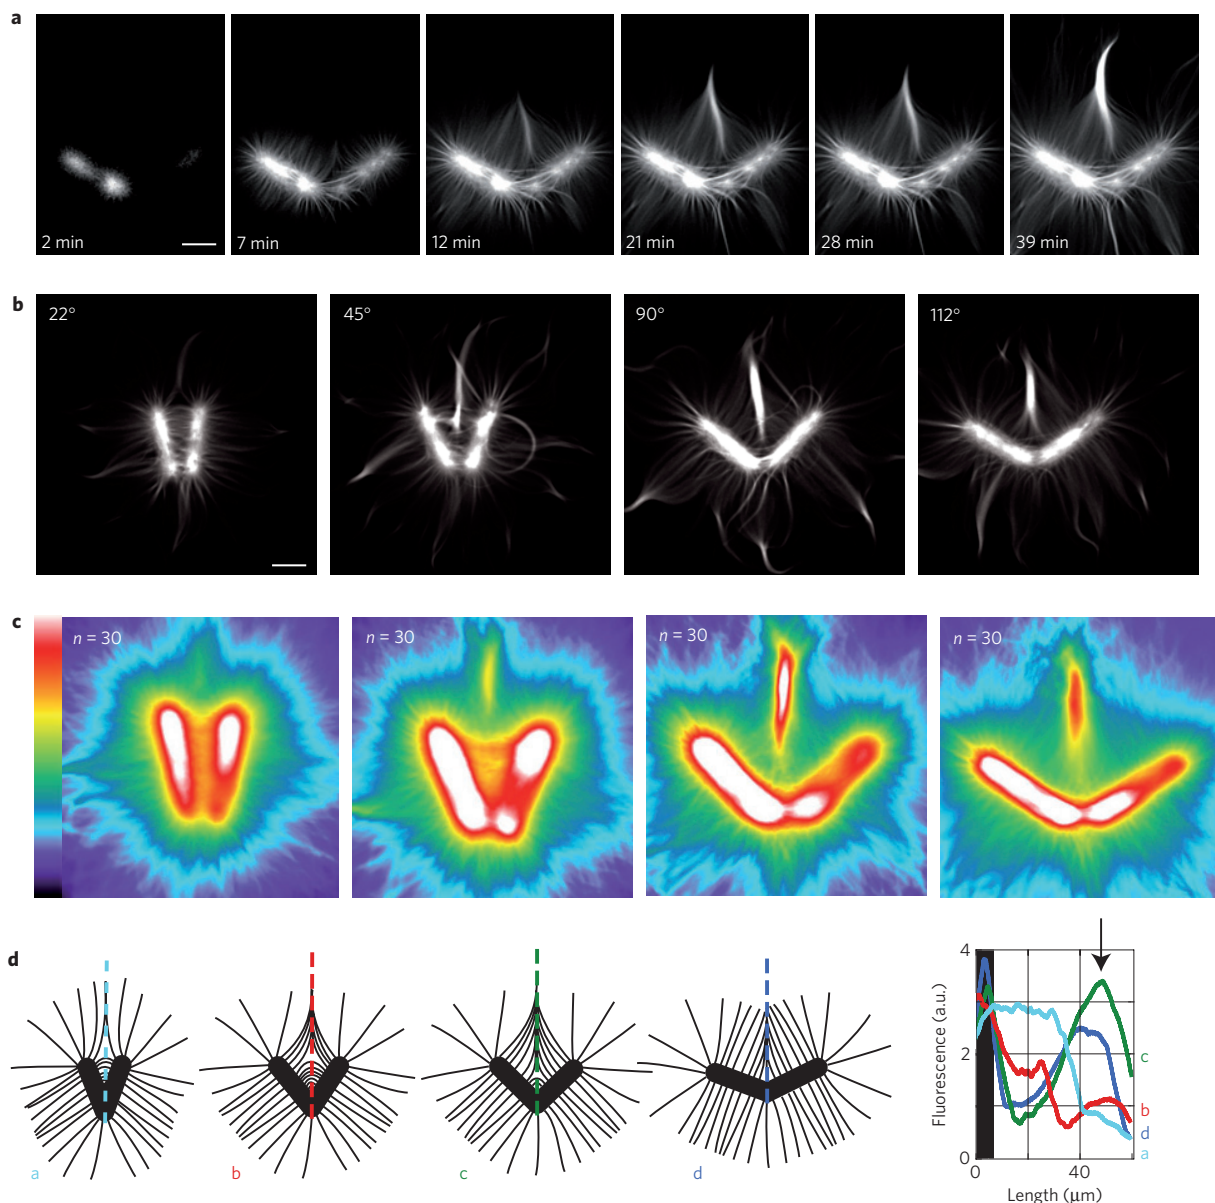 a
2 min
7 min
12 min
21 min
28 min
39 min
b
22°
45°
90°
112°
c
n = 30
n = 30
n = 30
n = 30
d
a
b
c
d
4
2
0
Fluorescence (a.u.)
c
b
d
a
0
40
Length (μm)